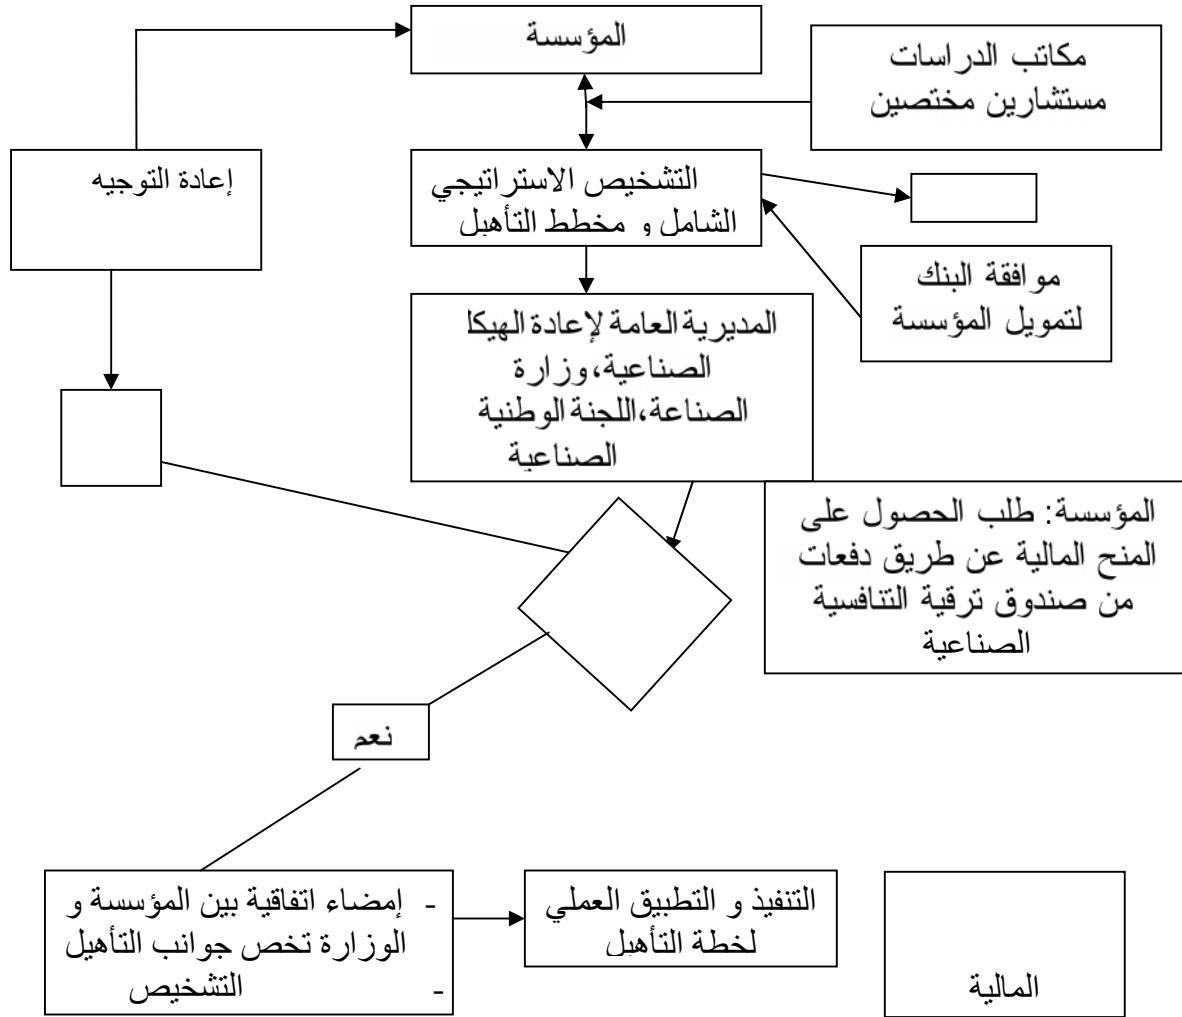 المؤسسة
مكاتب الدراسات
مستشارين مختصين
إعادة التوجيه
التشخيص الاستراتيجي
الشامل و مخطط التأهيل
موافقة البنك
لتمويل المؤسسة
المديرية العامة لإعادة الهيكل
الصناعية،وزارة
الصناعة،اللجنة الوطنية
الصناعية
المؤسسة: طلب الحصول على
المنح المالية عن طريق دفعات
من صندوق ترقية التنافسية
الصناعية
نعم
- إمضاء اتفاقية بين المؤسسة و
الوزارة تخص جوانب التأهيل
- التشخيص
التنفيذ و التطبيق العملي
لخطة التأهيل
المالية